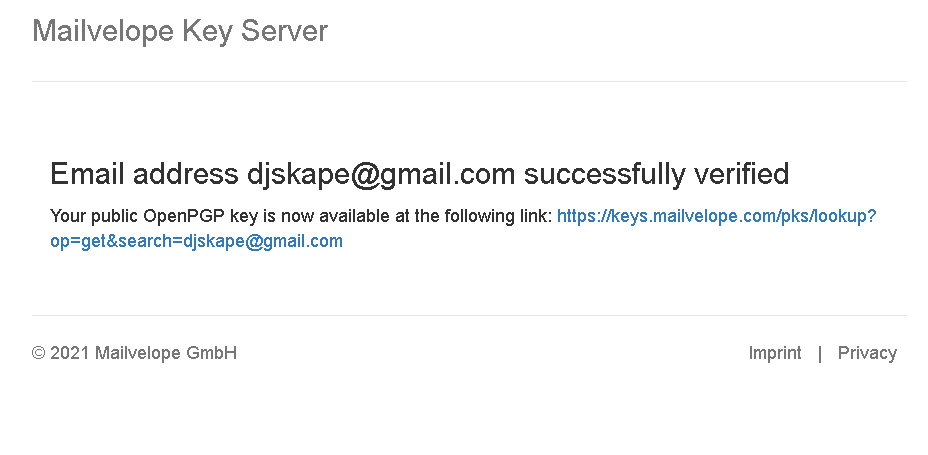 Mailvelope Key Server
Email address djskape@gmail.com successfully verified
Your public OpenPGP key is now available at the following link: https://keys.mailvelope.com/pks/lookup?
op=get&search=djskape@gmail.com
© 2021 Mailvelope GmbH
Imprint | Privacy